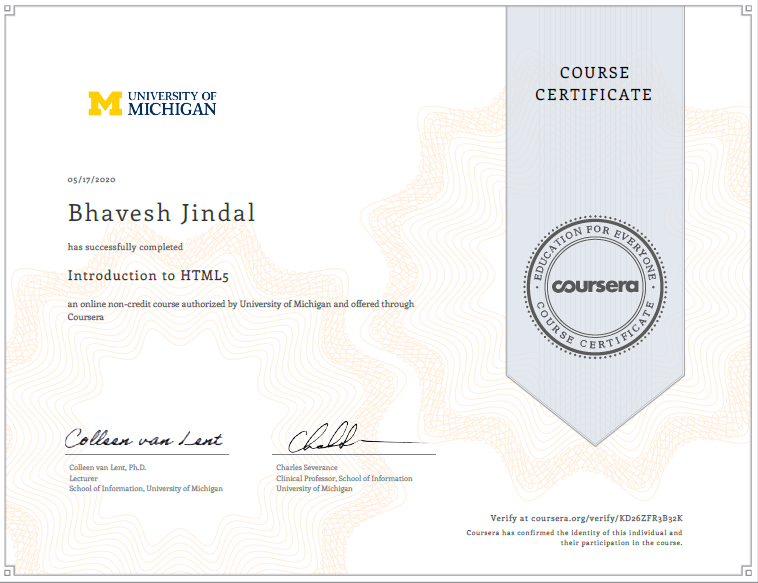 UNIVERSITY OF
MICHIGAN
COURSE
CERTIFICATE
05/17/2020
Bhavesh Jindal
has successfully completed
Introduction to HTML5
an online non-credit course authorized by University of Michigan and offered through
Coursera
EDUCATION FOR EVERYONE
coursera
COURSE CERTIFICATE
Colleen van Lent
Colleen van Lent, Ph.D.
Lecturer
School of Information, University of Michigan
Charles Severance
Clinical Professor, School of Information
University of Michigan
Verify at coursera.org/verify/KD26ZFR3B32K
Coursera has confirmed the identity of this individual and
their participation in the course.